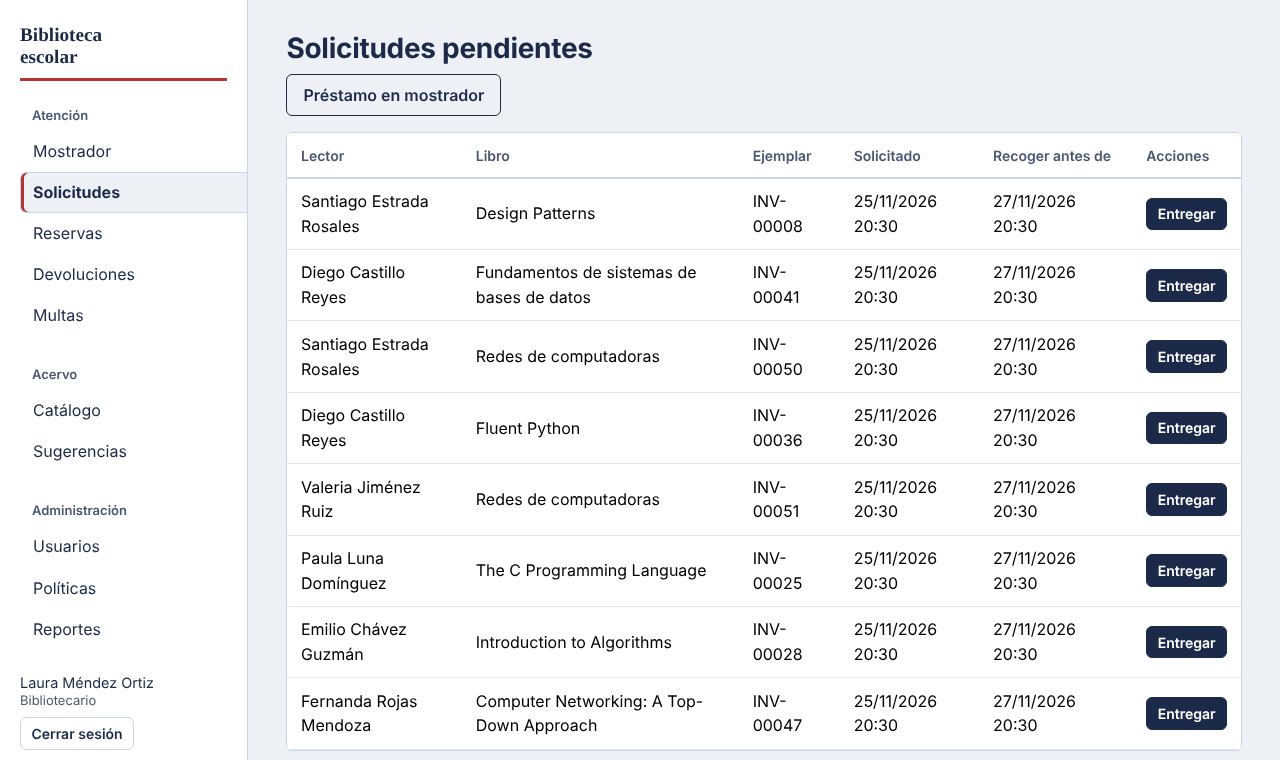 Biblioteca
escolar
Atención
Mostrador
Solicitudes
Reservas
Devoluciones
Multas
Acervo
Catálogo
Sugerencias
Administración
Usuarios
Políticas
Reportes
Laura Méndez Ortiz
Bibliotecario
Cerrar sesión
Solicitudes pendientes
Préstamo en mostrador
Lector Libro Ejemplar Solicitado Recoger antes de Acciones
Santiago Estrada Rosales Design Patterns INV-00008 25/11/2026 20:30 27/11/2026 20:30 Entregar
Diego Castillo Reyes Fundamentos de sistemas de bases de datos INV-00041 25/11/2026 20:30 27/11/2026 20:30 Entregar
Santiago Estrada Rosales Redes de computadoras INV-00050 25/11/2026 20:30 27/11/2026 20:30 Entregar
Diego Castillo Reyes Fluent Python INV-00036 25/11/2026 20:30 27/11/2026 20:30 Entregar
Valeria Jiménez Ruiz Redes de computadoras INV-00051 25/11/2026 20:30 27/11/2026 20:30 Entregar
Paula Luna Domínguez The C Programming Language INV-00025 25/11/2026 20:30 27/11/2026 20:30 Entregar
Emilio Chávez Guzmán Introduction to Algorithms INV-00028 25/11/2026 20:30 27/11/2026 20:30 Entregar
Fernanda Rojas Mendoza Computer Networking: A Top-Down Approach INV-00047 25/11/2026 20:30 27/11/2026 20:30 Entregar